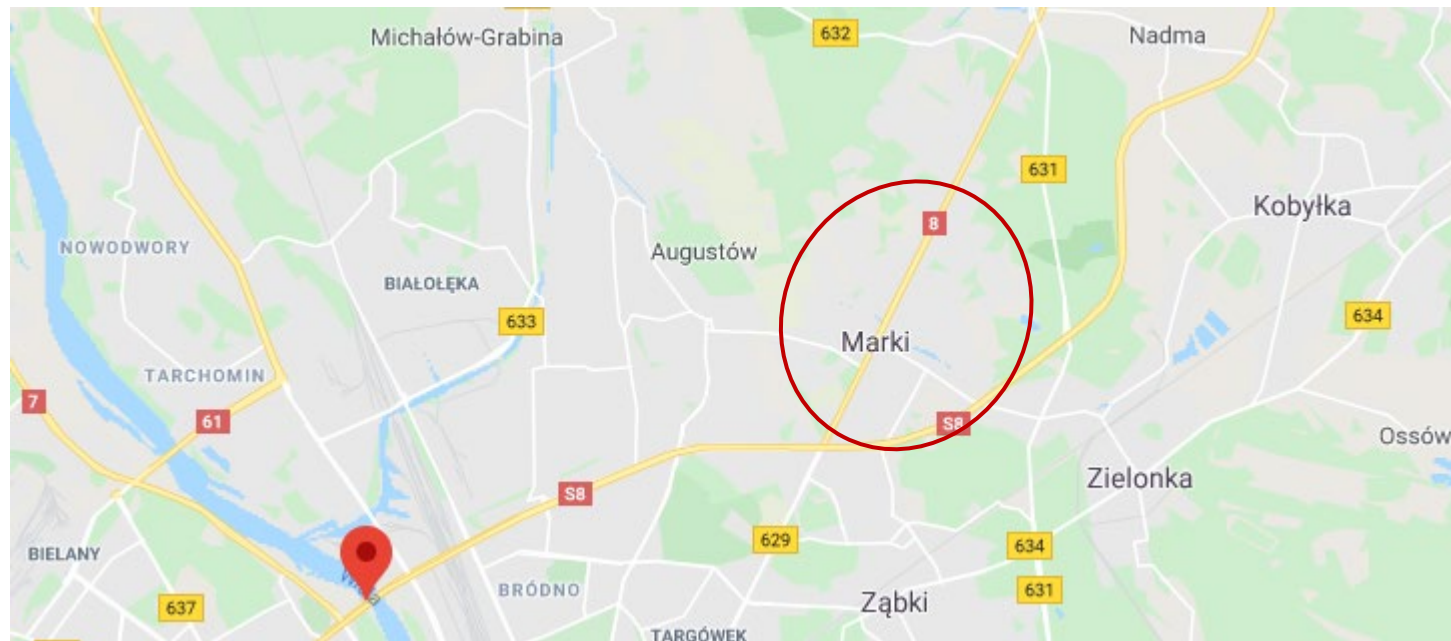 Michałów-Grabina
632
Nadma
631
8
Kobyłka
NOWODWORY
Augustów
BIAŁOŁĘKA
633
634
Marki
TARCHOMIN
7
61
S8
Ossów
Zielonka
S8
629
634
BIELANY
BRÓDNO
631
637
Ząbki
TARGÓWEK